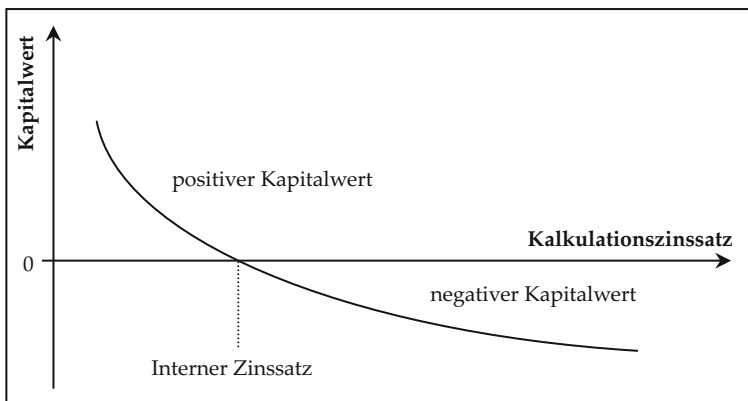 Kapitalwert
positiver Kapitalwert
Kalkulationszinssatz
0
negativer Kapitalwert
Interner Zinssatz